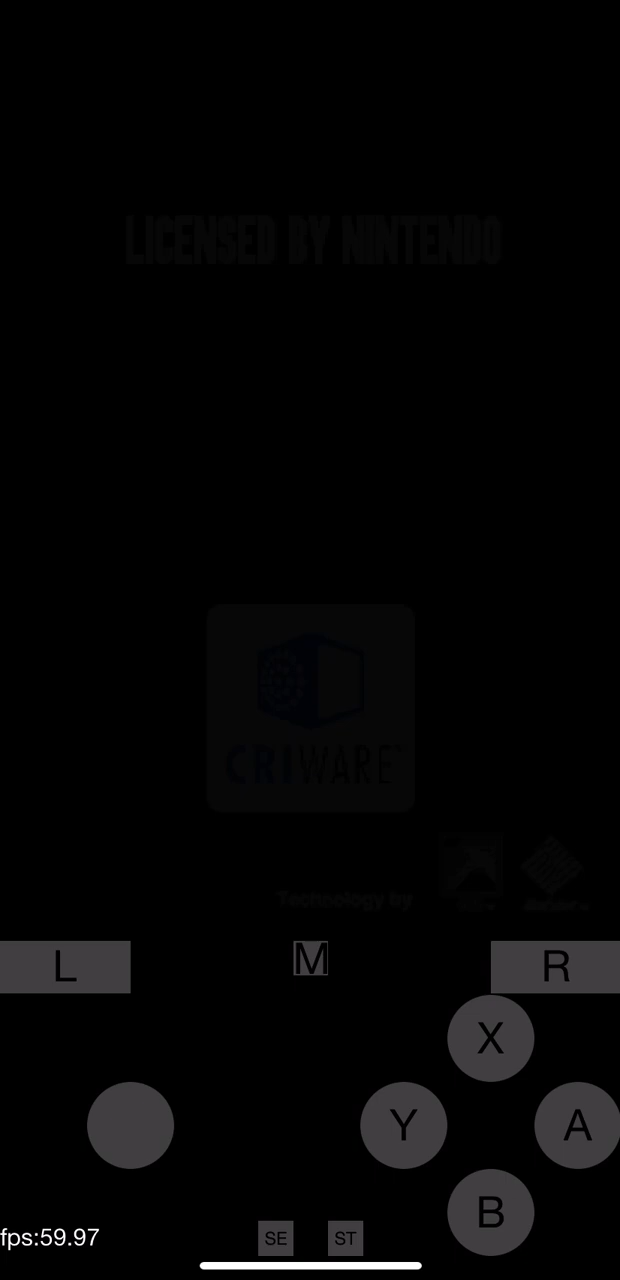 LICENSED BY NINTENDO
CRIWARE
Technology by
L
M
R
X
Y
A
B
fps:59.97
SE
ST